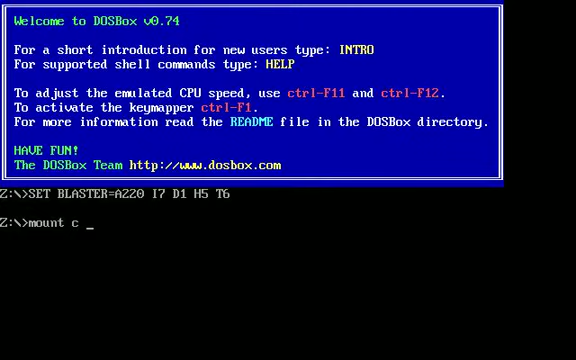 Welcome to DOSBox v0.74
For a short introduction for new users type: INTRO
For supported shell commands type: HELP
To adjust the emulated CPU speed, use ctrl-F11 and ctrl-F12.
To activate the keymapper ctrl-F1.
For more information read the README file in the DOSBox directory.
HAVE FUN!
The DOSBox Team http://www.dosbox.com
Z:\>SET BLASTER=A220 I7 D1 H5 T6
Z:\>mount c _